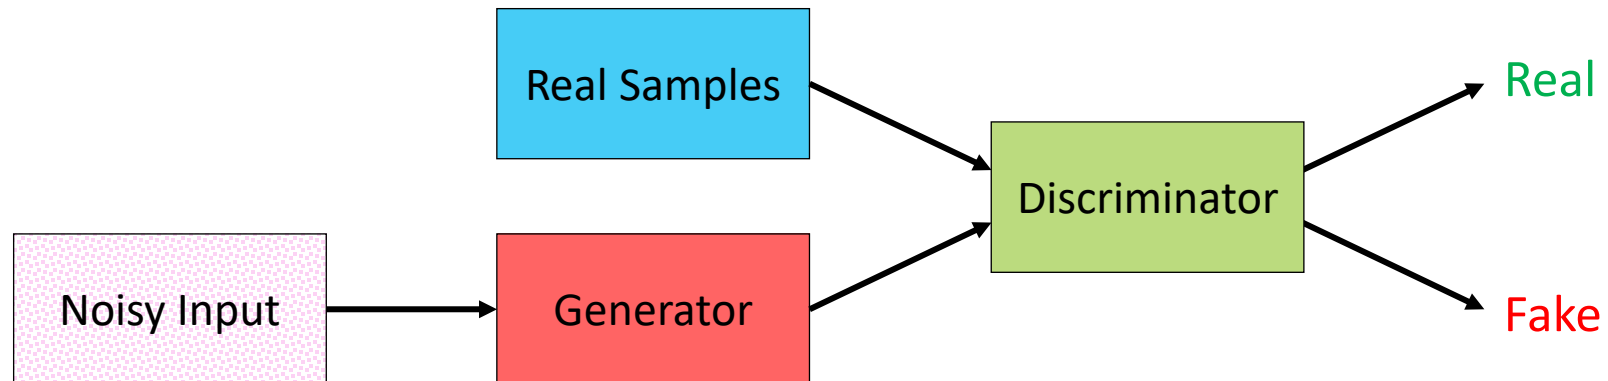 Real Samples
Real
Discriminator
Noisy Input
Generator
Fake